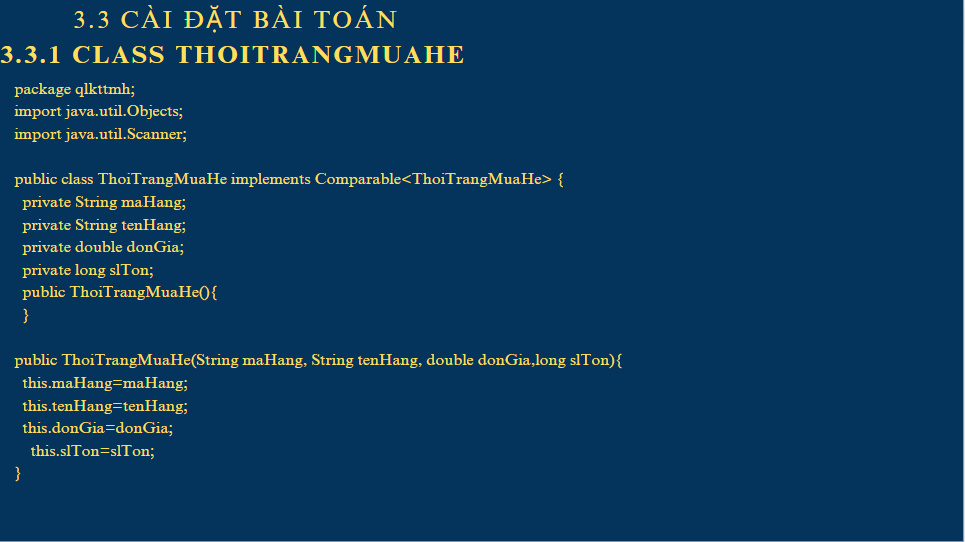 3.3 CÀI ĐẶT BÀI TOÁN
3.3.1 CLASS THOITRANGMUAHE
package qlkttmh;
import java.util.Objects;
import java.util.Scanner;
public class ThoiTrangMuaHe implements Comparable<ThoiTrangMuaHe> {
private String maHang;
private String tenHang;
private double donGia;
private long slTon;
public ThoiTrangMuaHe(){
}
public ThoiTrangMuaHe(String maHang, String tenHang, double donGia,long slTon){
this.maHang=maHang;
this.tenHang=tenHang;
this.donGia=donGia;
this.slTon=slTon;
}